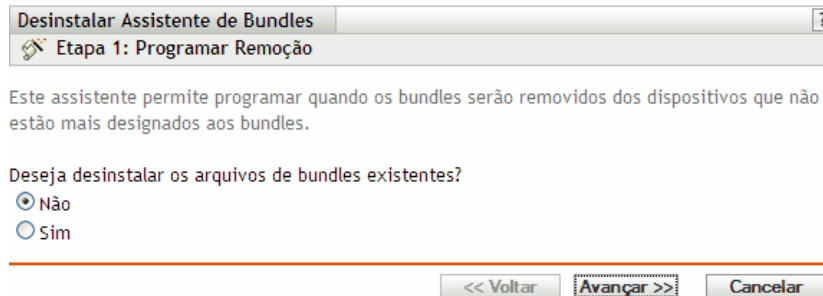 Desinstalar Assistente de Bundles
Etapa 1: Programar Remoção
Este assistente permite programar quando os bundles serão removidos dos dispositivos que não
estão mais designados aos bundles.
Deseja desinstalar os arquivos de bundles existentes?
Não
Sim
<< Voltar Avançar >> Cancelar